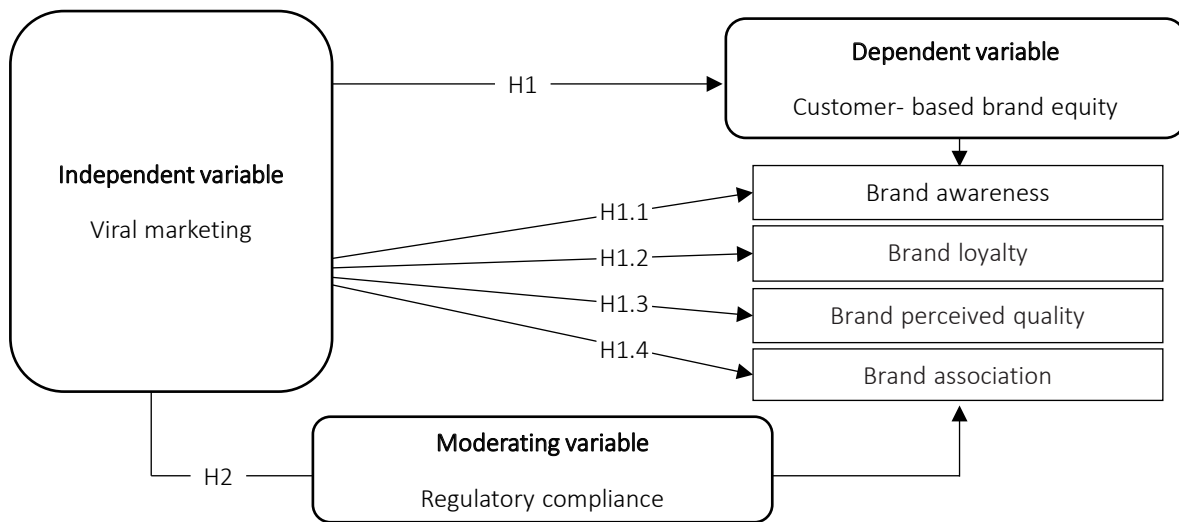 Dependent variable
Customer- based brand equity
H1
Independent variable
Viral marketing
H1.1
Brand awareness
H1.2
Brand loyalty
H1.3
Brand perceived quality
H1.4
Brand association
Moderating variable
Regulatory compliance
H2